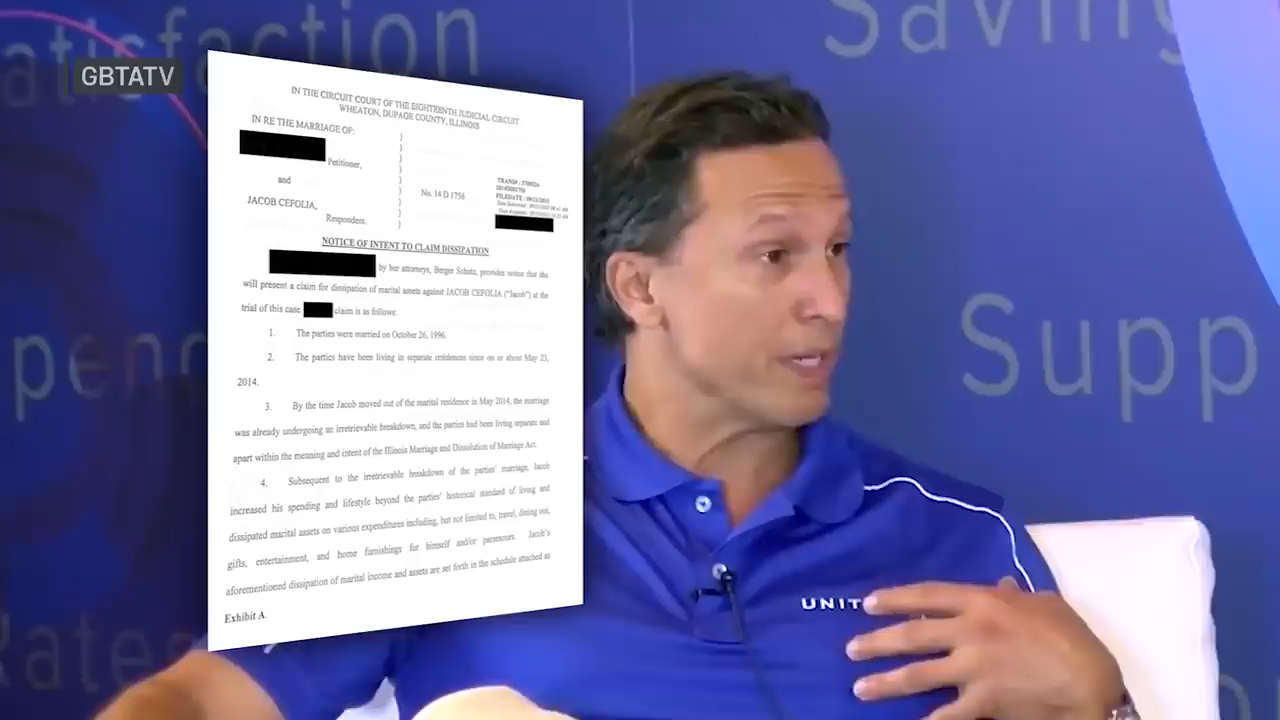 atisfaction
Saving
GBTATV
IN THE CIRCUIT COURT OF THE EIGHTEENTH JUDICIAL CIRCUIT
WHEATON, DUPAGE COUNTY, ILLINOIS
IN RE THE MARRIAGE OF:
Petitioner,
and
No. 14 D 1756
JACOB CEFOLIA,
Respondent.
NOTICE OF INTENT TO CLAIM DISSIPATION
by her attorneys, Berger Schatz, provides notice that she
will present a claim for dissipation of marital assets against JACOB CEFOLIA ("Jacob") at the
trial of this case. claim is as follows:
1. The parties were married on October 26, 1996.
2. The parties have been living in separate residences since on or about May 23,
2014.
3. By the time Jacob moved out of the marital residence in May 2014, the marriage
was already undergoing an irretrievable breakdown, and the parties had been living separate and
apart within the meaning and intent of the Illinois Marriage and Dissolution of Marriage Act.
4. Subsequent to the irretrievable breakdown of the parties' marriage, Jacob
increased his spending and lifestyle beyond the parties' historical standard of living and
dissipated marital assets on various expenditures including, but not limited to, travel, dining out,
gifts, entertainment, and home furnishings for himself and/or paramours. Jacob's
aforementioned dissipation of marital income and assets are set forth in the schedule attached as
Exhibit A.
Supp
pend
Rate
UNIT